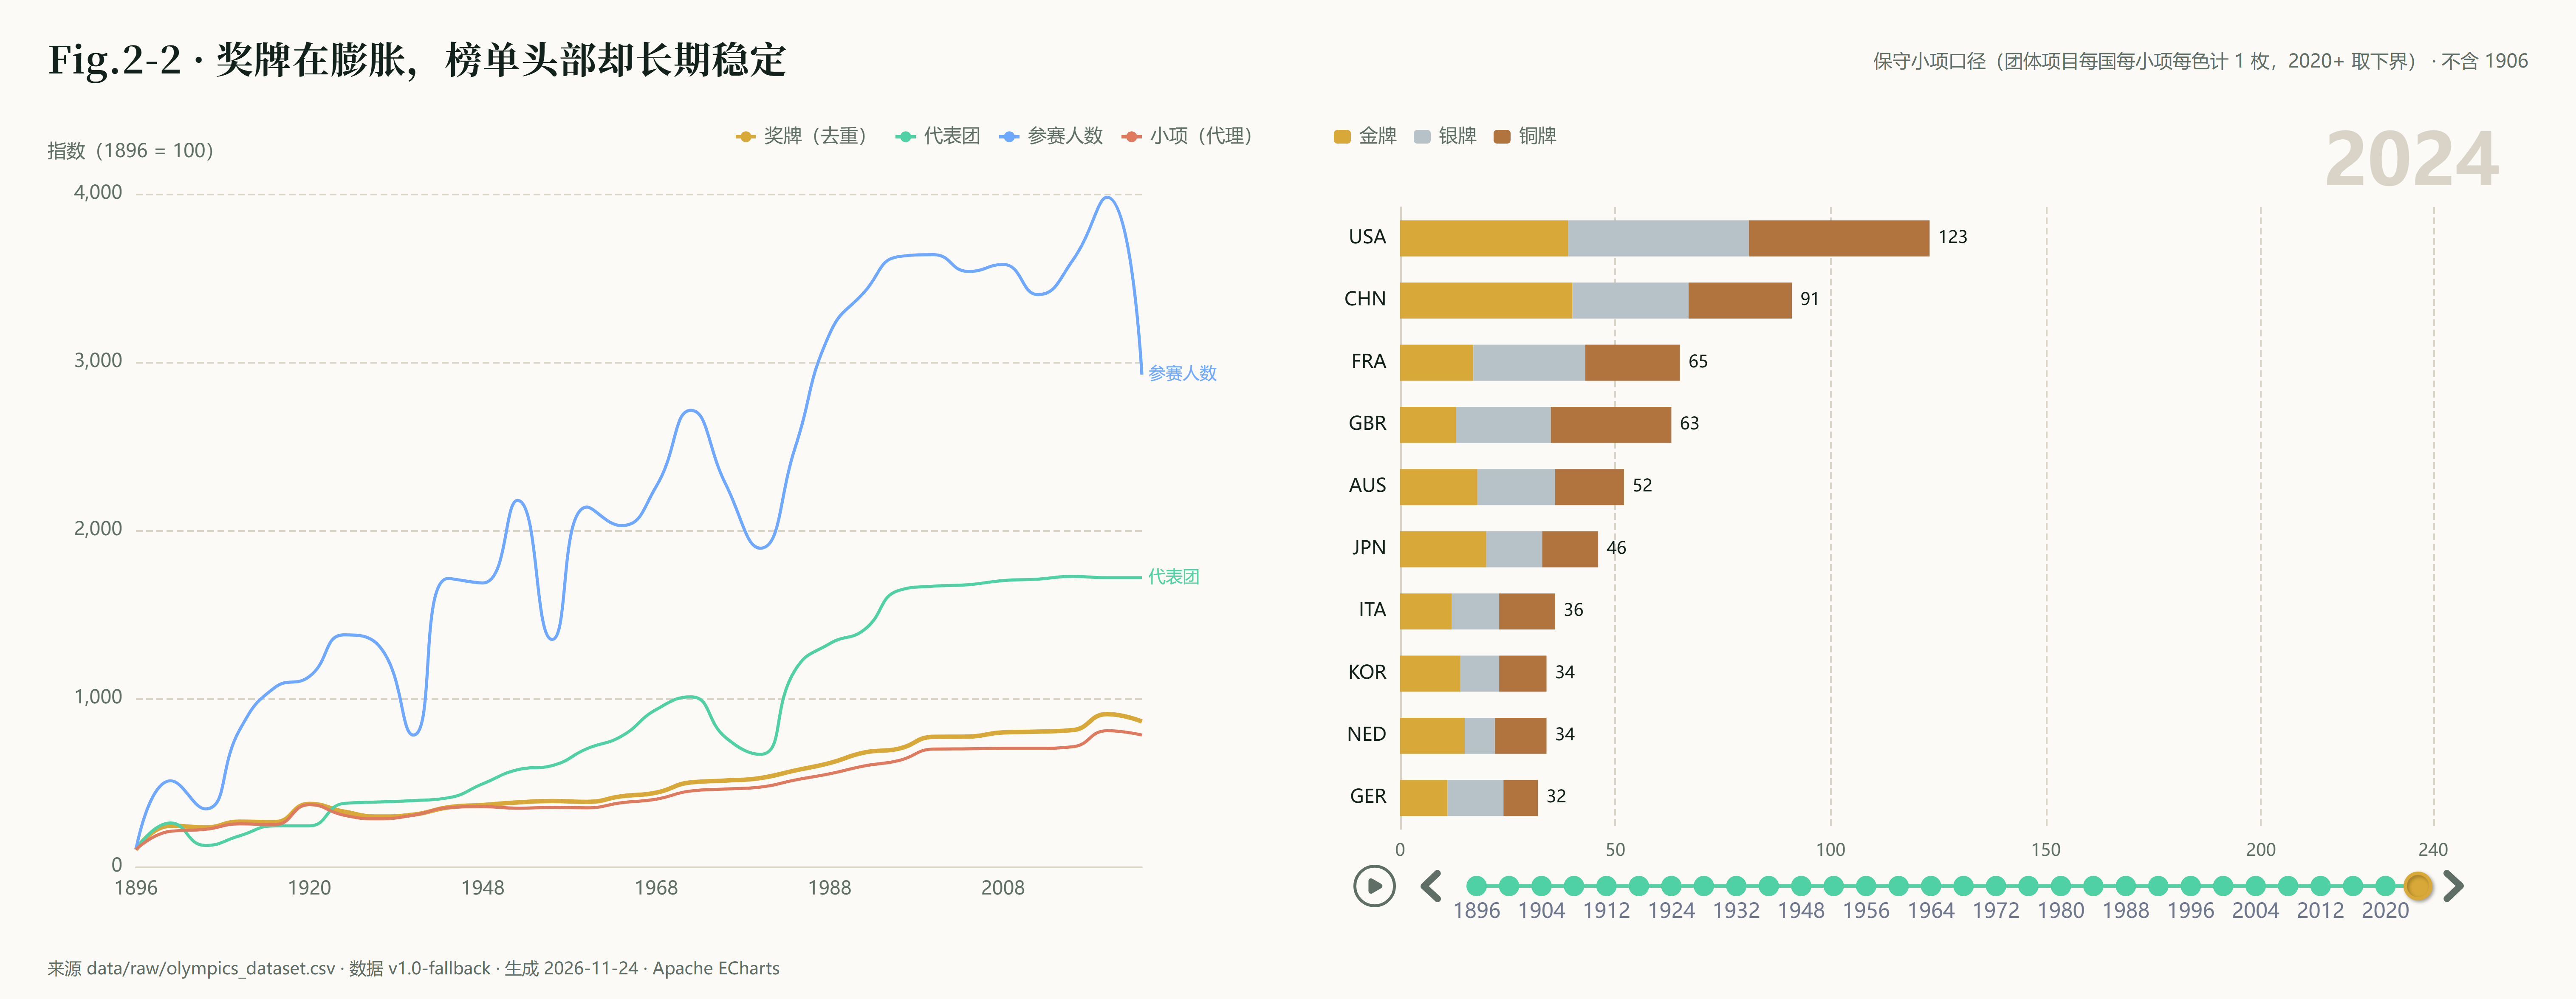 Fig.2-2 · 奖牌在膨胀，榜单头部却长期稳定
保守小项口径（团体项目每国每小项每色计 1 枚，2020+ 取下界） · 不含 1906
指数（1896 = 100）
奖牌（去重） 代表团 参赛人数 小项（代理）
4,000
3,000
2,000
1,000
0
1896 1920 1948 1968 1988 2008
参赛人数
代表团
金牌 银牌 铜牌
2024
USA 123
CHN 91
FRA 65
GBR 63
AUS 52
JPN 46
ITA 36
KOR 34
NED 34
GER 32
0 50 100 150 200 240
1896 1904 1912 1924 1932 1948 1956 1964 1972 1980 1988 1996 2004 2012 2020
来源 data/raw/olympics_dataset.csv · 数据 v1.0-fallback · 生成 2026-11-24 · Apache ECharts